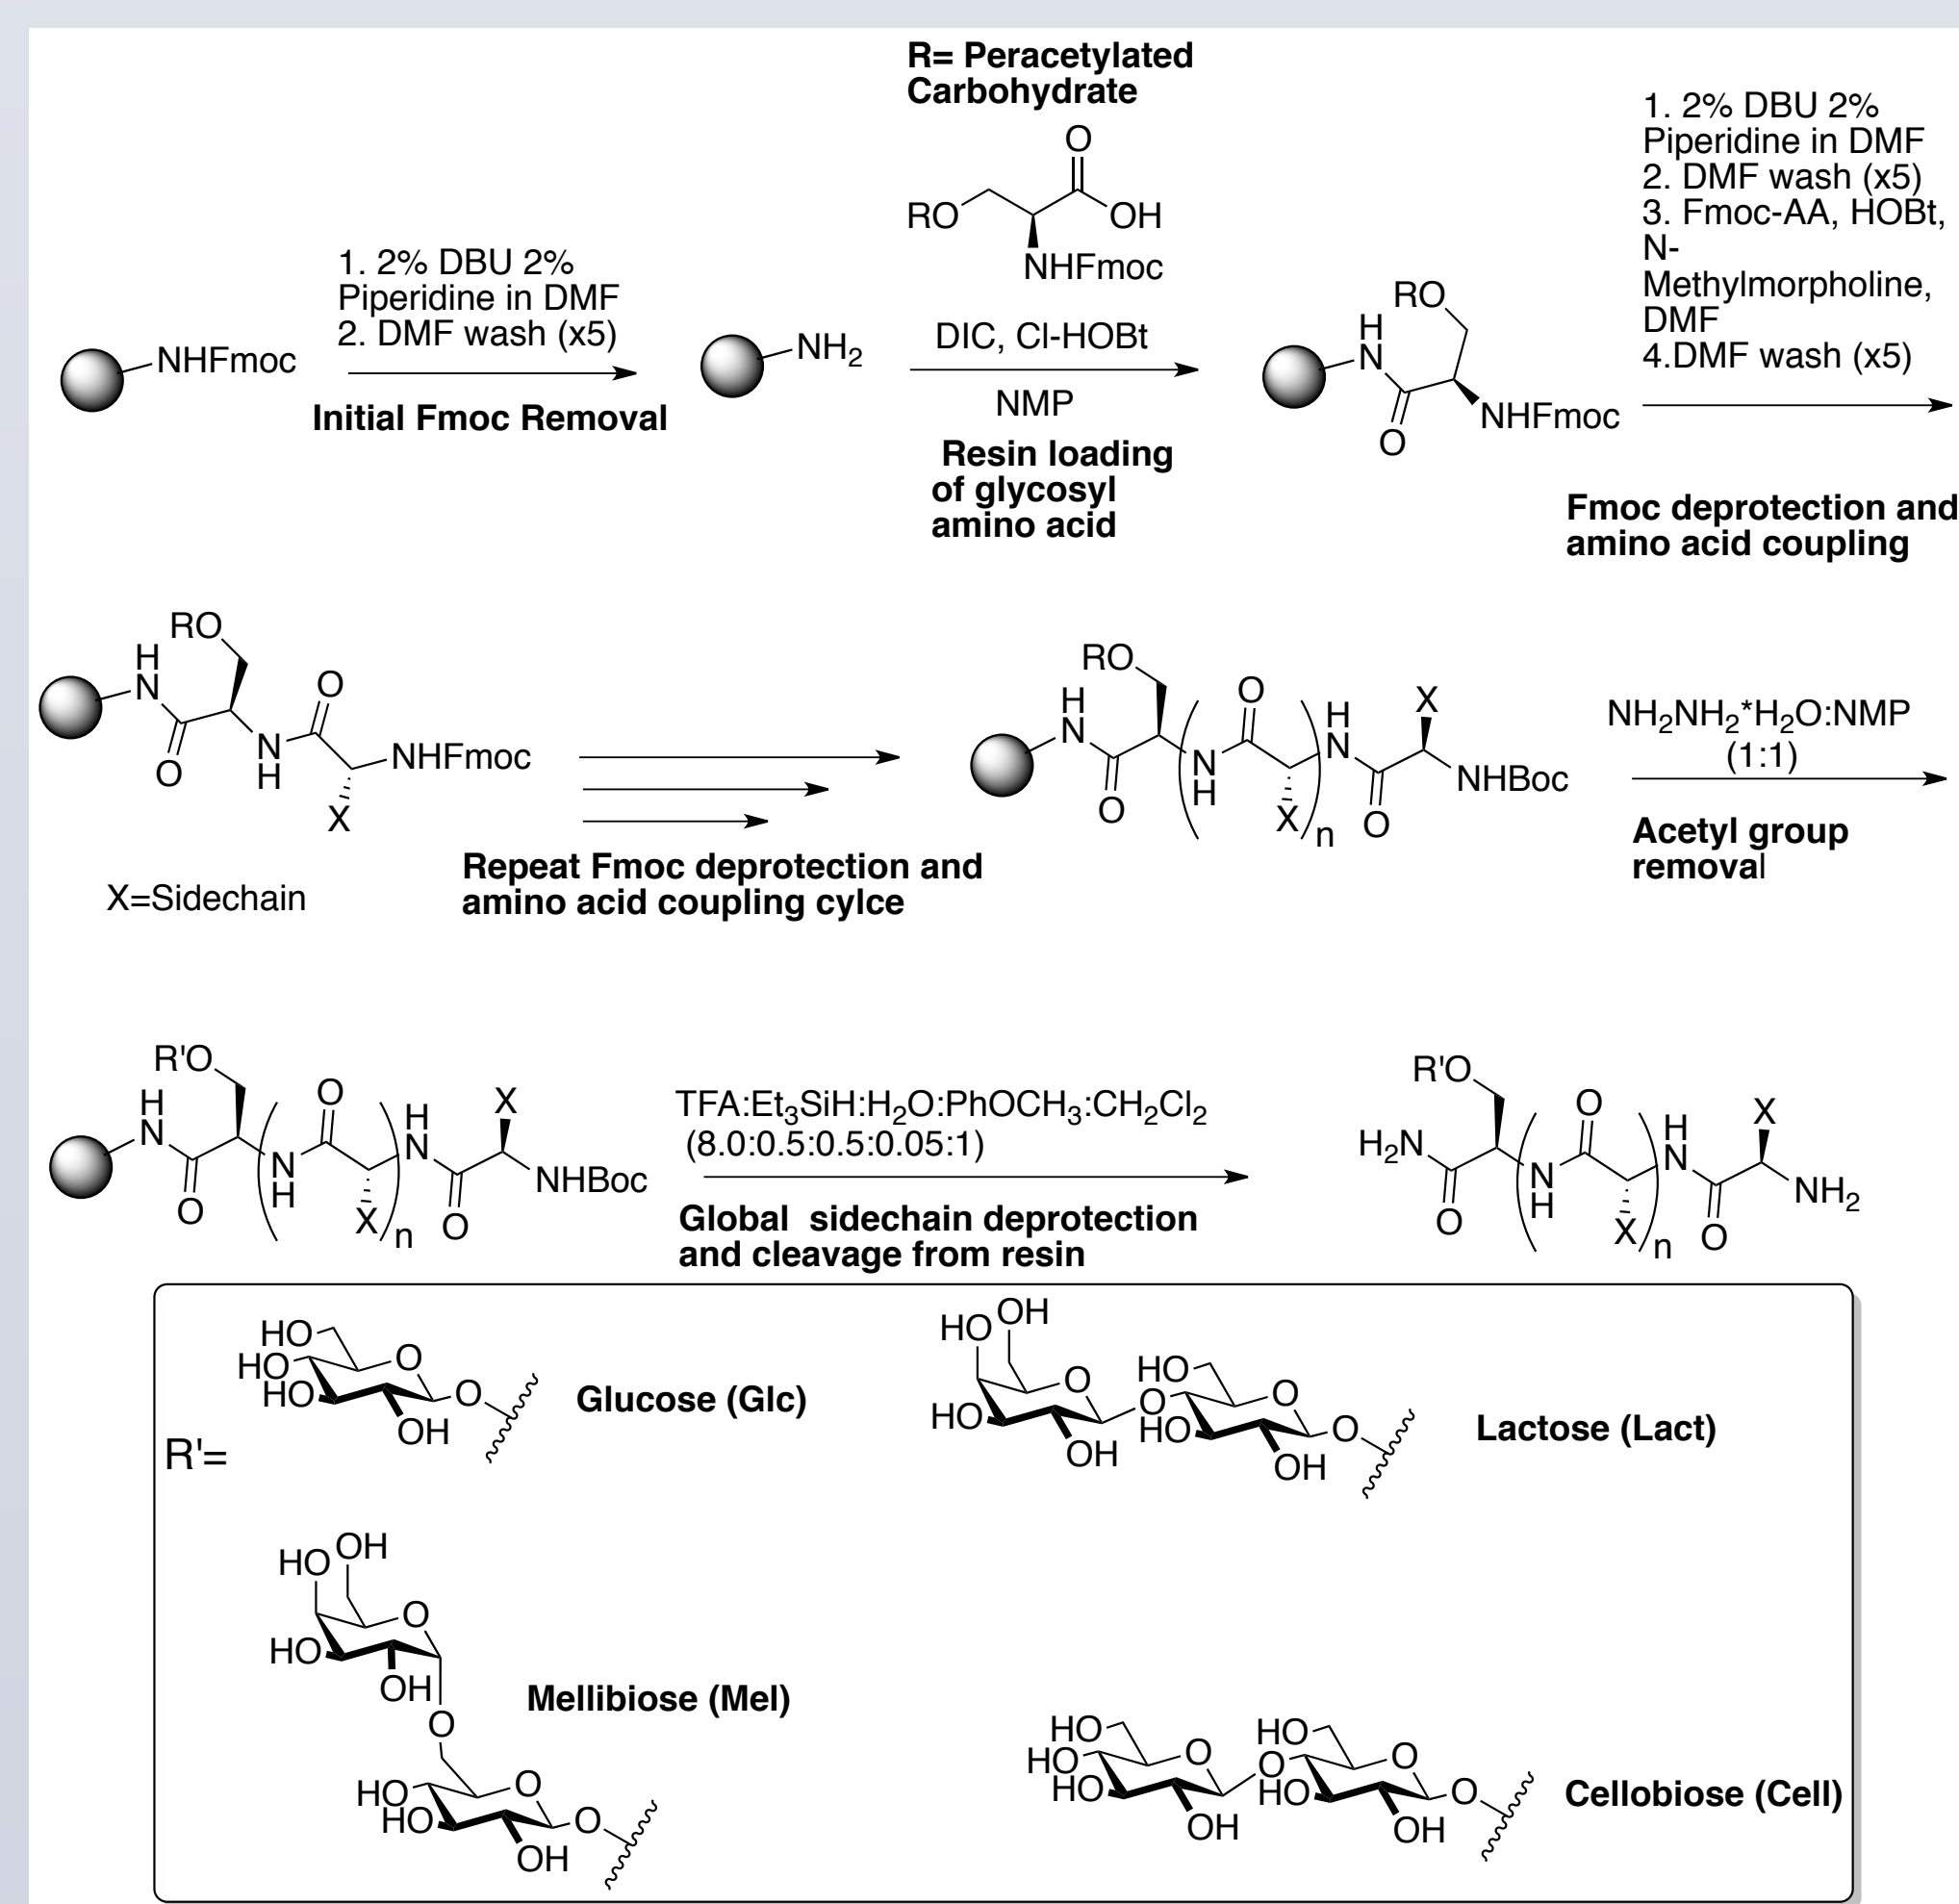 R= Peracetylated
Carbohydrate
O
RO
OH
NHFmoc
1. 2% DBU 2%
Piperidine in DMF
2. DMF wash (x5)
NHFmoc
Initial Fmoc Removal
NH2
DIC, Cl-HOBt
NMP
Resin loading
of glycosyl
amino acid
RO
H
N
O
NHFmoc
1. 2% DBU 2%
Piperidine in DMF
2. DMF wash (x5)
3. Fmoc-AA, HOBt,
N-
Methylmorpholine,
DMF
4.DMF wash (x5)
Fmoc deprotection and
amino acid coupling
RO
H
N
O
O
N
H
NHFmoc
X
X=Sidechain
Repeat Fmoc deprotection and
amino acid coupling cylce
RO
H
N
O
O
N
H
X
n
H
N
O
X
NHBoc
NH2NH2*H2O:NMP
(1:1)
Acetyl group
removal
R'O
H
N
O
O
N
H
X
n
H
N
O
X
NHBoc
TFA:Et3SiH:H2O:PhOCH3:CH2Cl2
(8.0:0.5:0.5:0.05:1)
Global sidechain deprotection
and cleavage from resin
R'O
H2N
O
O
N
H
X
n
H
N
O
X
NH2
R'=
HO
HO
HO
O
O
OH
Glucose (Glc)
HO
OH
O
HO
OH
O
HO
HO
O
O
OH
Lactose (Lact)
HO
OH
O
HO
OH
O
HO
HO
O
O
OH
Mellibiose (Mel)
HO
HO
HO
O
OH
O
HO
HO
O
O
OH
Cellobiose (Cell)